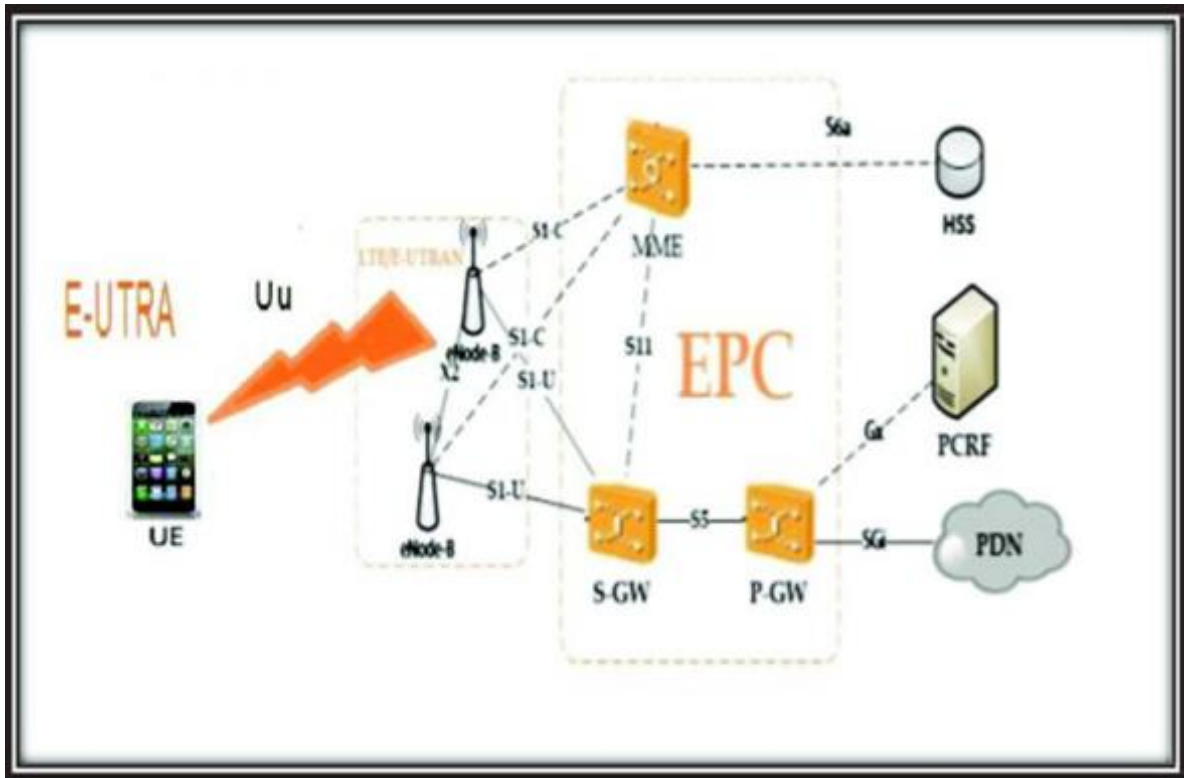 S6a
HSS
S1-C
MME
LTE/E-UTRAN
E-UTRA
Uu
eNode-B
S1-C
S11
EPC
X2
S1-U
UE
eNode-B
S1-U
S5
Gx
PCRF
SGi
PDN
S-GW
P-GW